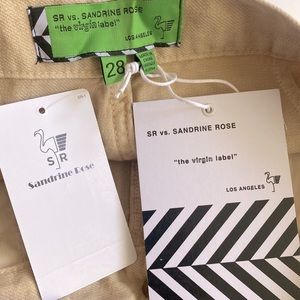 SR vs. SANDRINE ROSE
"the virgin label"
LOS ANGELES
28
S R
Sandrine Rose
SR vs. SANDRINE ROSE
"the virgin label"
LOS ANGELES